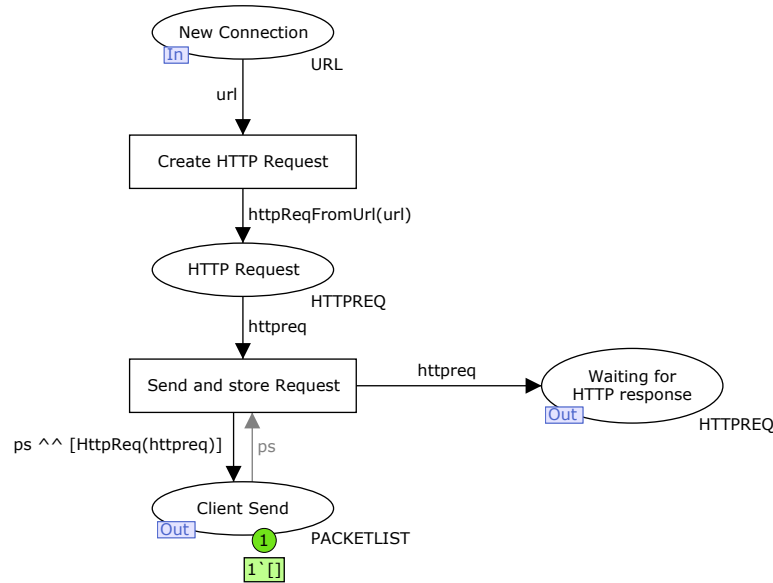 New Connection
In
URL
url
Create HTTP Request
httpReqFromUrl(url)
HTTP Request
HTTPREQ
httpreq
Send and store Request
httpreq
Waiting for
HTTP response
Out
HTTPREQ
ps ^^ [HttpReq(httpreq)]
ps
Client Send
Out
PACKETLIST
1
1`[]